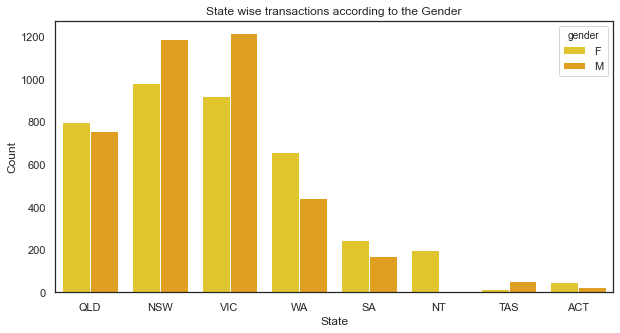 State wise transactions according to the Gender
gender
F
M
1200
1000
800
600
400
200
0
Count
QLD NSW VIC WA SA NT TAS ACT
State